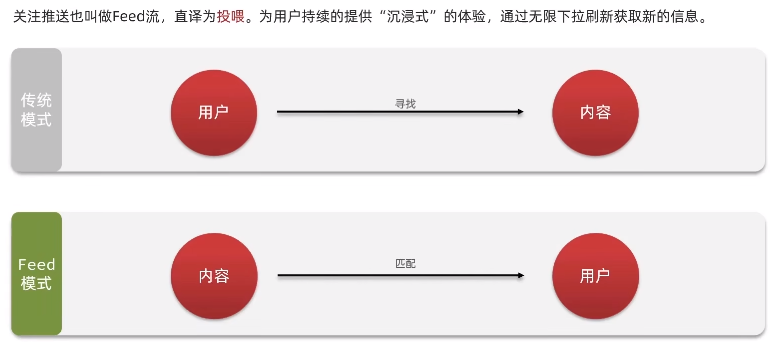 关注推送也叫做Feed流，直译为投喂。为用户持续的提供“沉浸式”的体验，通过无限下拉刷新获取新的信息。
传统
模式
用户
寻找
内容
Feed
模式
内容
匹配
用户